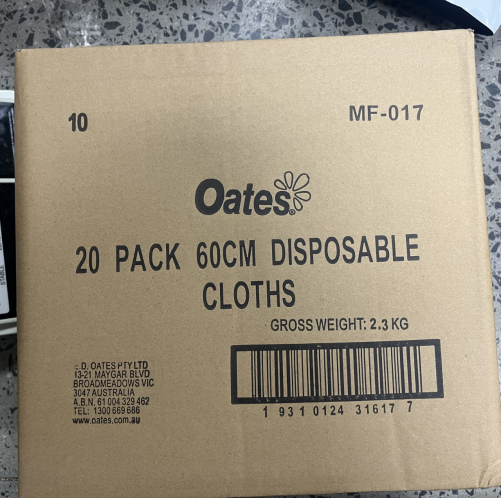 10
MF-017
Oates
20 PACK 60CM DISPOSABLE
CLOTHS
GROSS WEIGHT: 2.3 KG
E.D. OATES PTY LTD
13-21 MAYGAR BLVD
BROADMEADOWS VIC
3047 AUSTRALIA
A.B.N. 61 004 329 462
TEL: 1300 669 686
www.oates.com.au
1 93 1 0124 31617 7